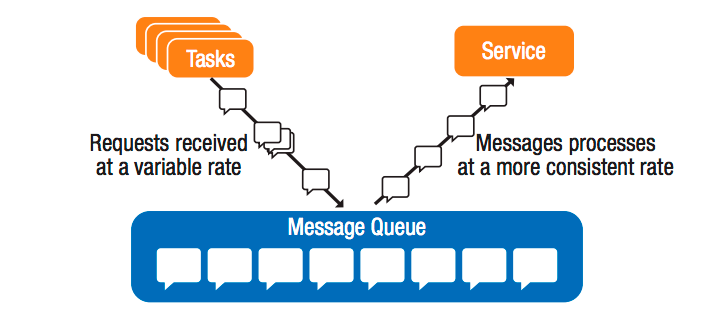 Tasks
Service
Requests received
at a variable rate
Messages processes
at a more consistent rate
Message Queue